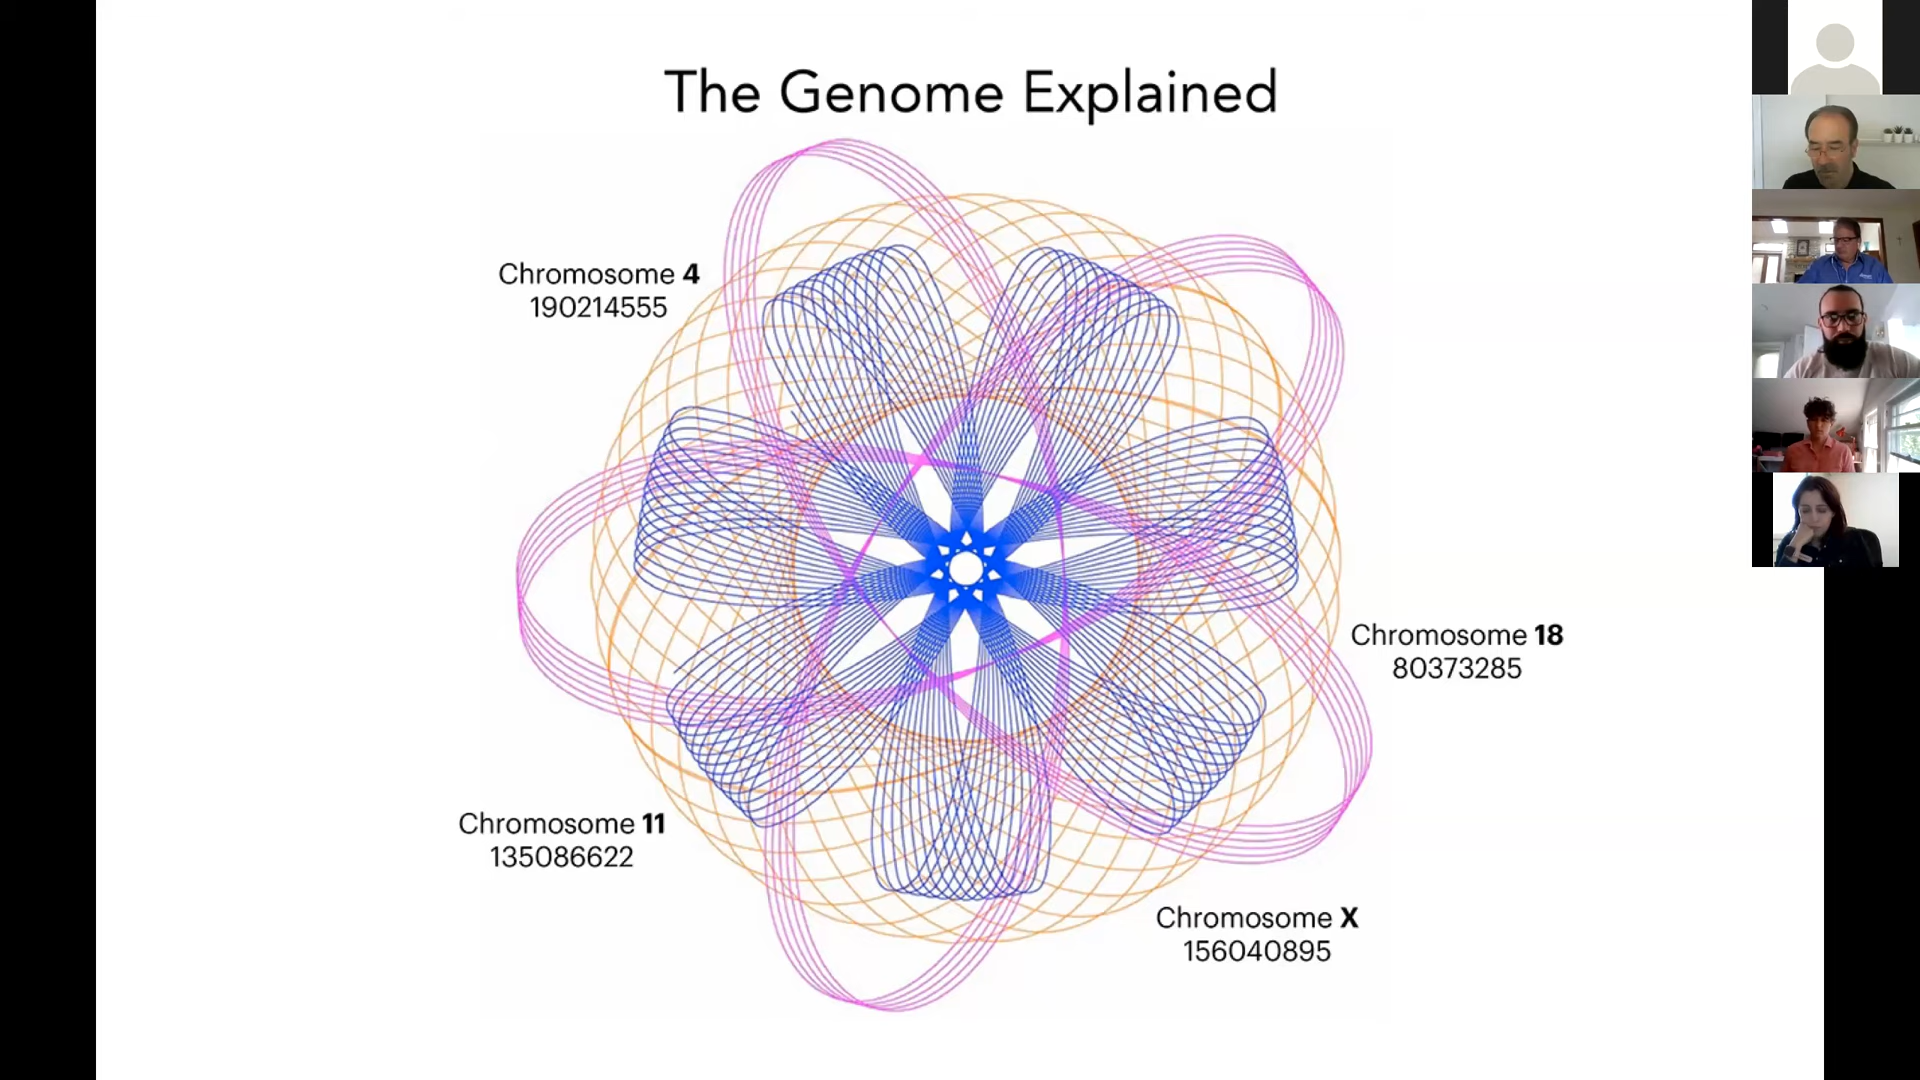 The Genome Explained
Chromosome 4
190214555
Chromosome 18
80373285
Chromosome 11
135086622
Chromosome X
156040895